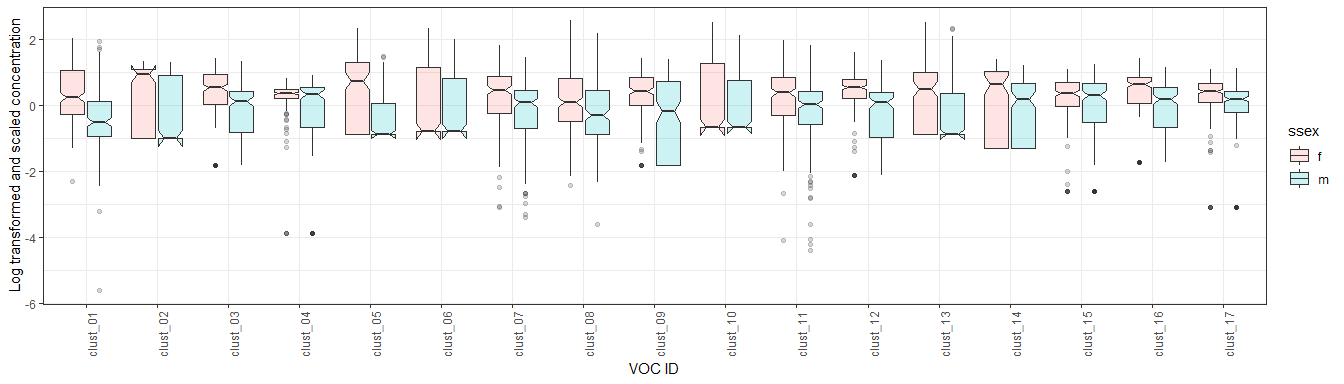 Log transformed and scaled concentration
2
0
-2
-4
-6
clust_01
clust_02
clust_03
clust_04
clust_05
clust_06
clust_07
clust_08
clust_09
clust_10
clust_11
clust_12
clust_13
clust_14
clust_15
clust_16
clust_17
VOC ID
ssex
f
m